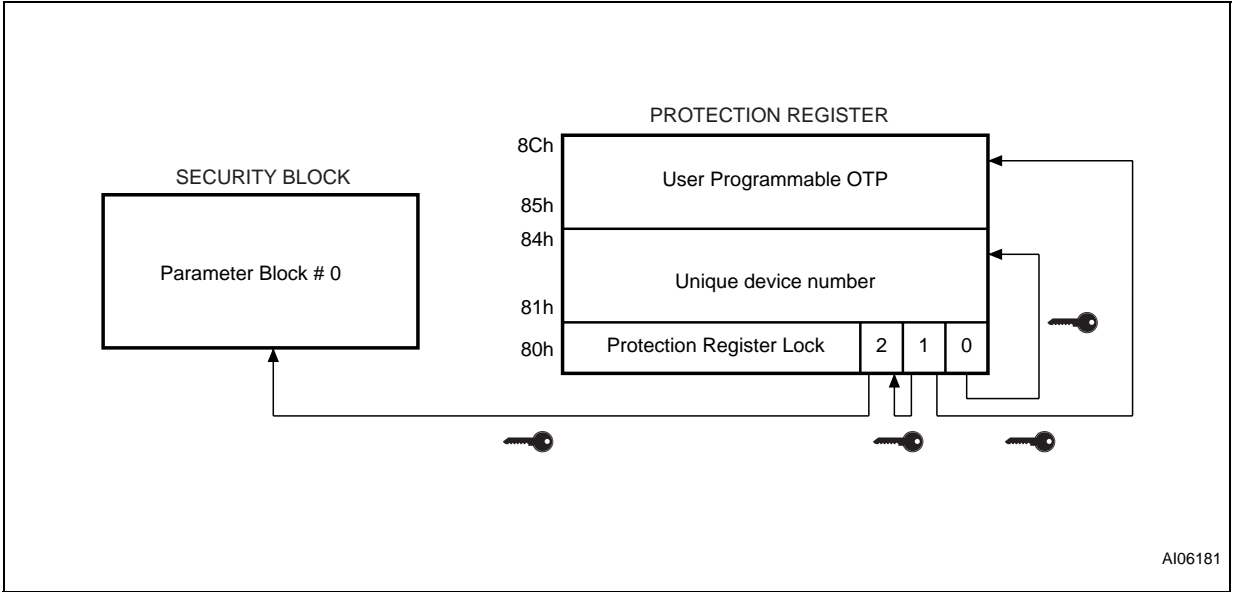 PROTECTION REGISTER
8Ch
User Programmable OTP
SECURITY BLOCK
85h
84h
Parameter Block # 0
Unique device number
81h
80h
Protection Register Lock
2
1
0
AI06181